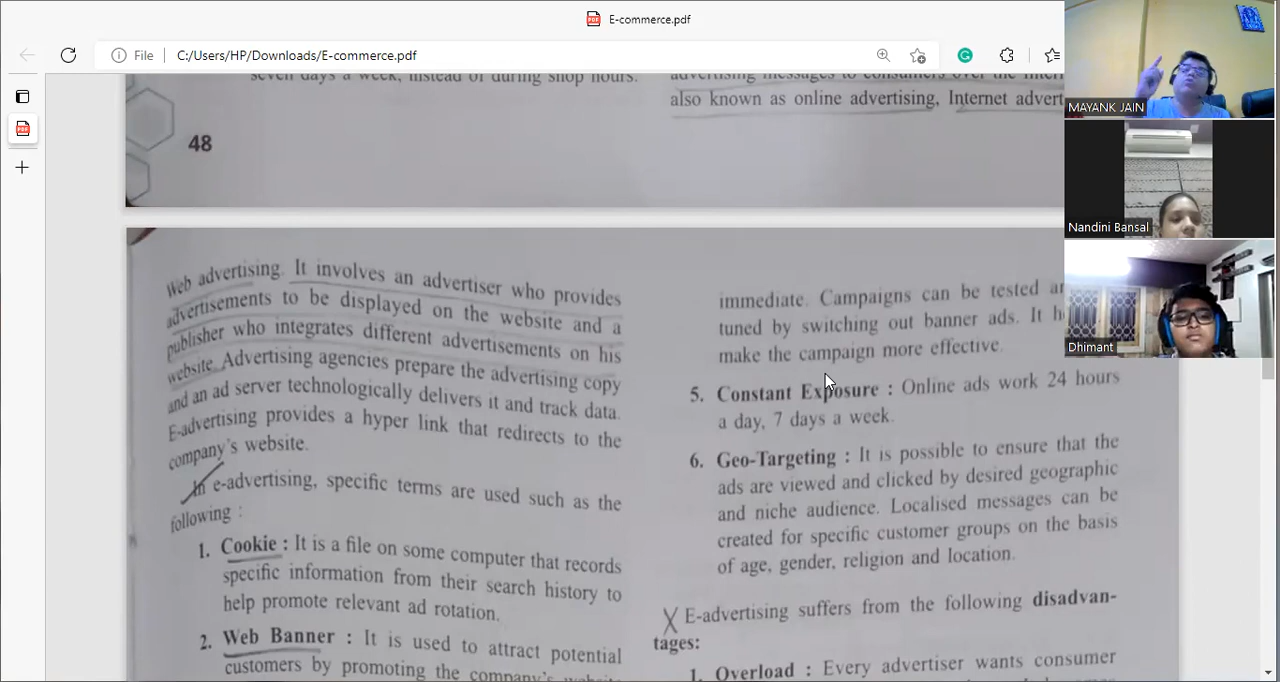 E-commerce.pdf
File
C:/Users/HP/Downloads/E-commerce.pdf
seven days a week, instead of during shop hours.
48
advertising messages to consumers over the
also known as online advertising, Internet
Web advertising. It involves an advertiser who provides
advertisements to be displayed on the website and a
publisher who integrates different advertisements on his
website. Advertising agencies prepare the advertising copy
and an ad server technologically delivers it and track data.
E-advertising provides a hyper link that redirects to the
company's website.
In e-advertising, specific terms are used such as the
following :
1. Cookie : It is a file on some computer that records
specific information from their search history to
help promote relevant ad rotation.
2. Web Banner : It is used to attract potential
customers by promoting the company's
immediate. Campaigns can be tested
tuned by switching out banner ads. It
make the campaign more effective.
5. Constant Exposure : Online ads work 24 hours
a day, 7 days a week.
6. Geo-Targeting : It is possible to ensure that the
ads are viewed and clicked by desired geographic
and niche audience. Localised messages can be
created for specific customer groups on the basis
of age, gender, religion and location.
E-advertising suffers from the following disadvan-
tages:
1. Overload : Every advertiser wants consumer
MAYANK JAIN
Nandini Bansal
Dhimant